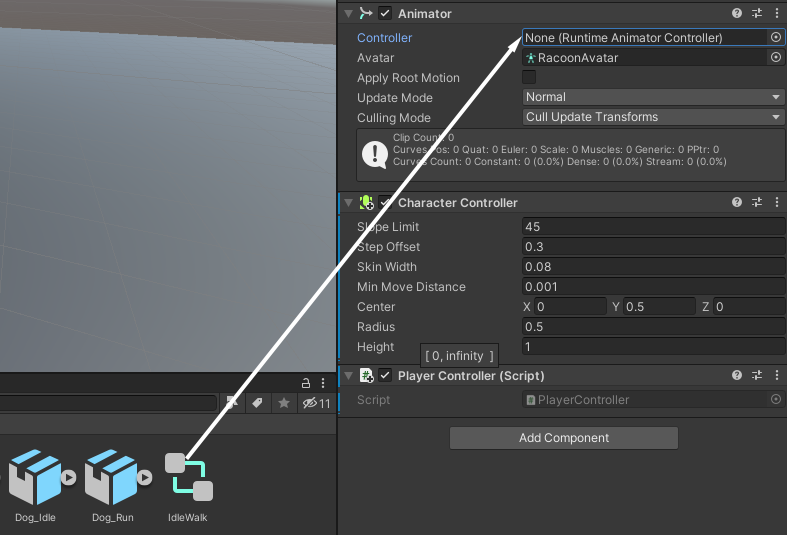 Animator
Controller None (Runtime Animator Controller)
Avatar RacoonAvatar
Apply Root Motion
Update Mode Normal
Culling Mode Cull Update Transforms
Clip Count: 0
Curves Pos: 0 Quat: 0 Euler: 0 Scale: 0 Muscles: 0 Generic: 0 PPtr: 0
Curves Count: 0 Constant: 0 (0.0%) Dense: 0 (0.0%) Stream: 0 (0.0%)
Character Controller
Slope Limit 45
Step Offset 0.3
Skin Width 0.08
Min Move Distance 0.001
Center X 0 Y 0.5 Z 0
Radius 0.5
Height 1
[ 0, infinity ]
Player Controller (Script)
Script PlayerController
Add Component
11
Dog_Idle Dog_Run IdleWalk